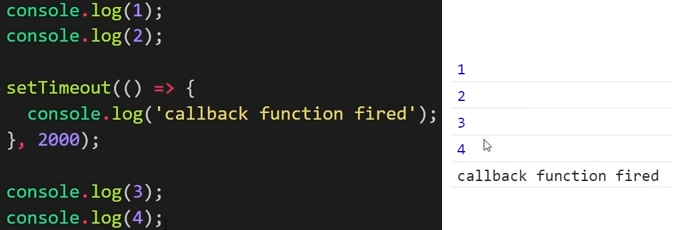 console.log(1);
console.log(2);
setTimeout(() => {
  console.log('callback function fired');
}, 2000);
console.log(3);
console.log(4);
1
2
3
4
callback function fired